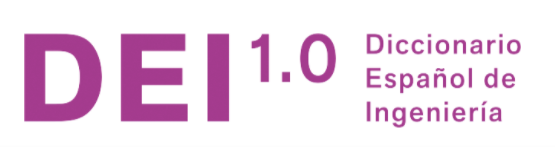 DEI 1.0
Diccionario
Español de
Ingeniería